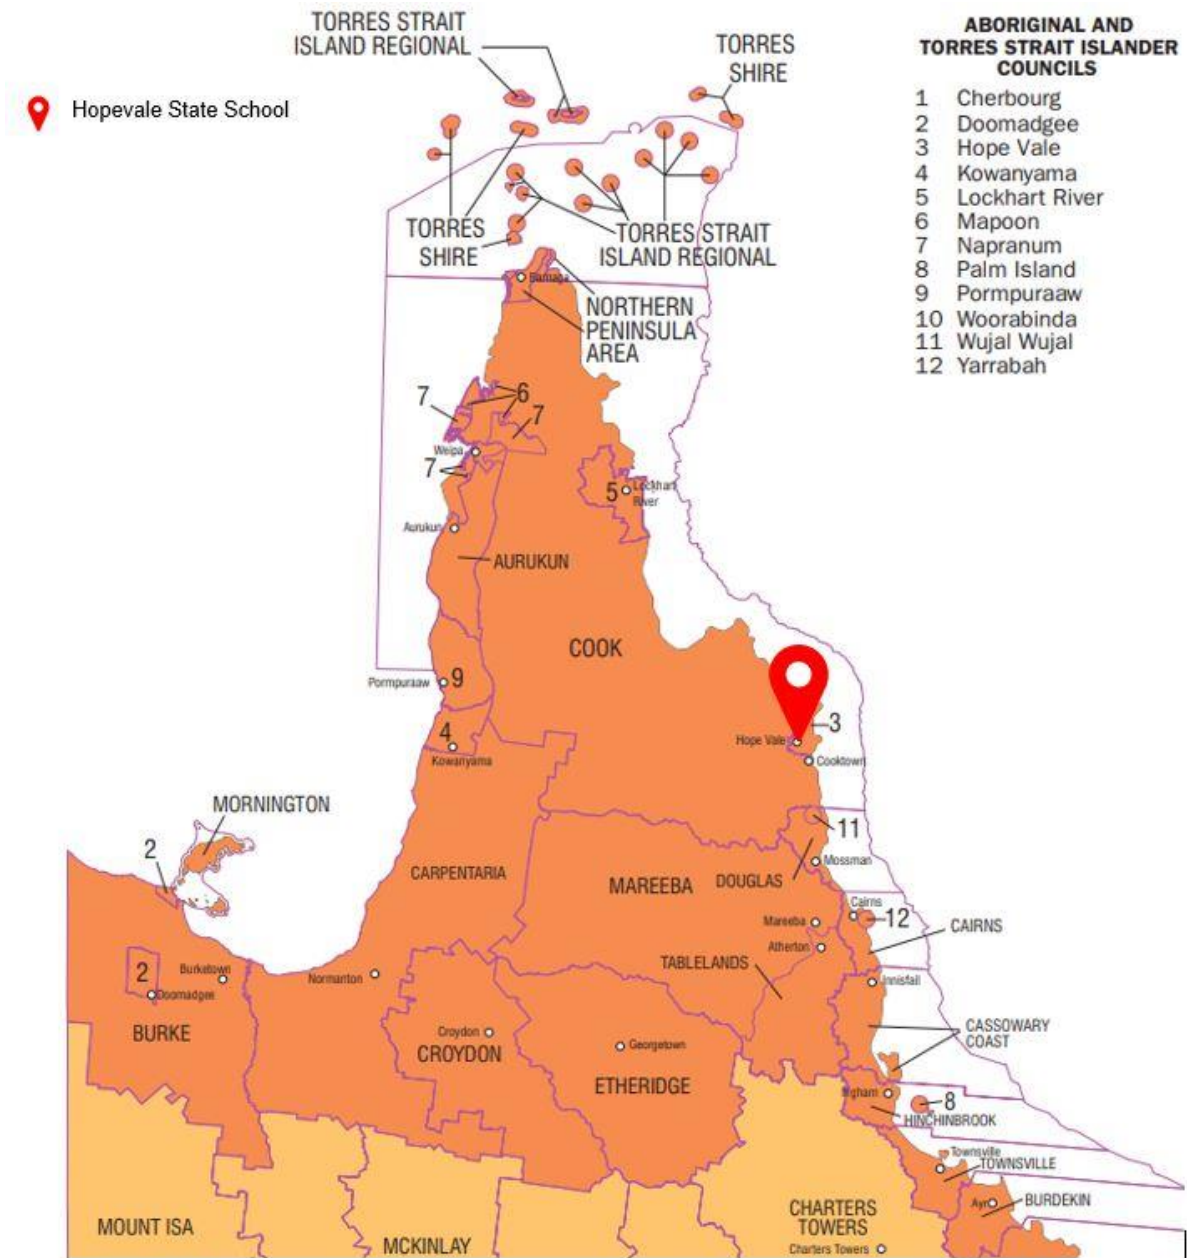 TORRES STRAIT
ISLAND REGIONAL
TORRES
SHIRE
Hopevale State School
ABORIGINAL AND
TORRES STRAIT ISLANDER
COUNCILS
1 Cherbourg
2 Doomadgee
3 Hope Vale
4 Kowanyama
5 Lockhart River
6 Mapoon
7 Napranum
8 Palm Island
9 Pormpuraaw
10 Woorabinda
11 Wujal Wujal
12 Yarrabah
TORRES
SHIRE
TORRES STRAIT
ISLAND REGIONAL
Bamaga
NORTHERN
PENINSULA
AREA
7
6
7
Weipa
7
5
Lockhart
River
Aurukun
AURUKUN
COOK
Pormpuraaw
9
3
Hope Vale
4
Kowanyama
Cooktown
MORNINGTON
11
2
Mossman
CARPENTARIA
MAREEBA
DOUGLAS
Cairns
12
Mareeba
CAIRNS
Atherton
TABLELANDS
2
Burketown
Normanton
Innisfail
Doomadgee
BURKE
Croydon
CROYDON
Georgetown
CASSOWARY
COAST
ETHERIDGE
Ingham
8
HINCHINBROOK
Townsville
TOWNSVILLE
Ayr
BURDEKIN
MOUNT ISA
MCKINLAY
CHARTERS
TOWERS
Charters Towers